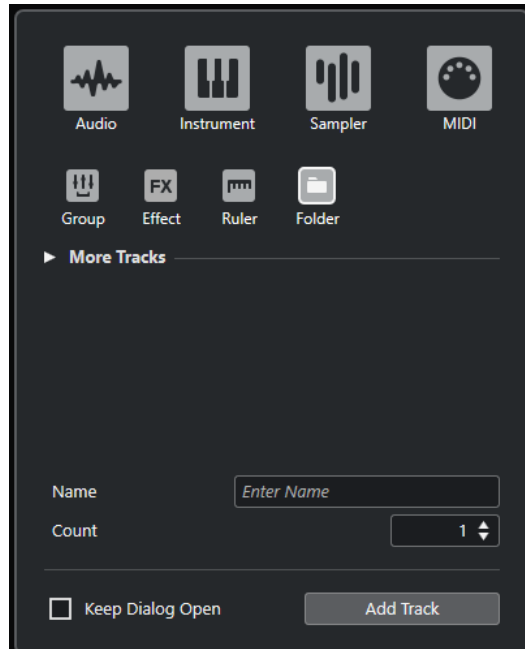 Audio Instrument Sampler MIDI
FX
Group Effect Ruler Folder
More Tracks
Name Enter Name
Count 1
Keep Dialog Open Add Track